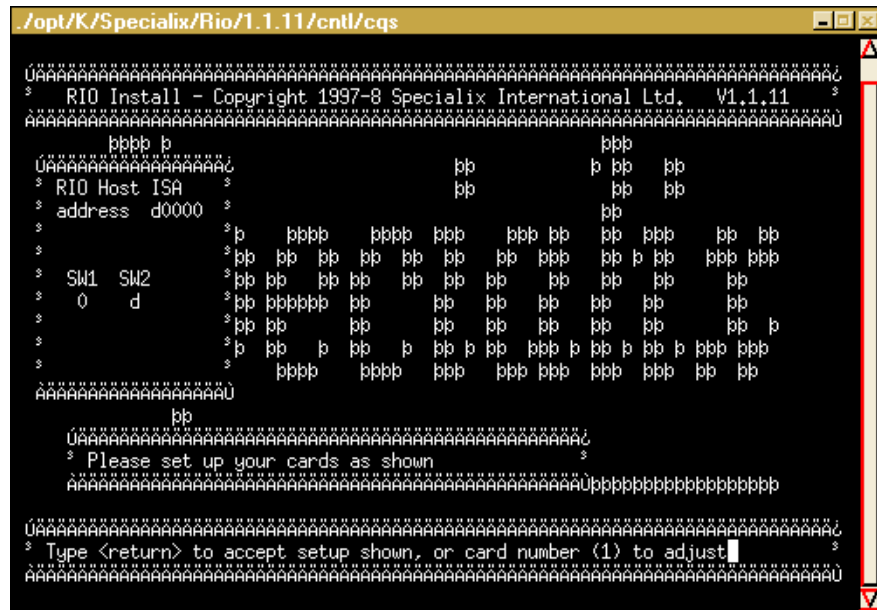 ./opt/K/Specialix/Rio/1.1.11/cntl/cqs
RIO Install - Copyright 1997-8 Specialix International Ltd. V1.1.11
RIO Host ISA
address d0000
SW1 SW2
0 d
Please set up your cards as shown
Type <return> to accept setup shown, or card number (1) to adjust